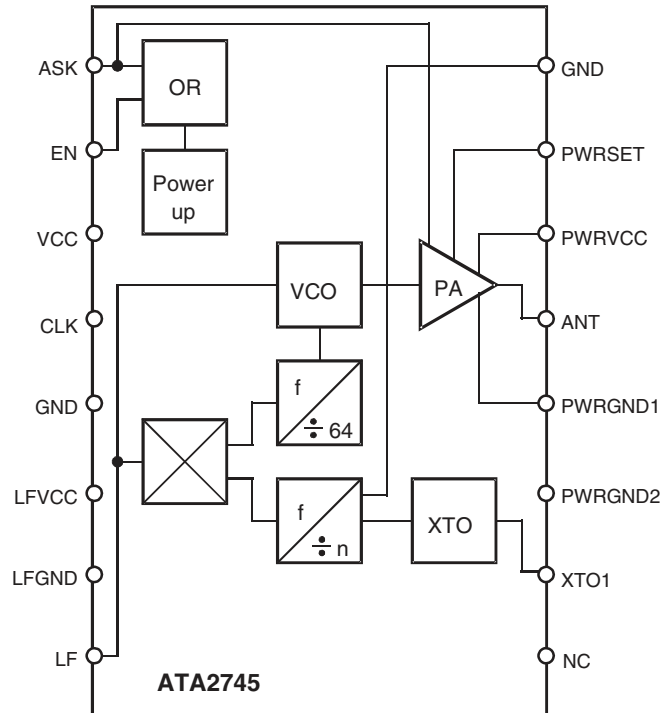 ASK
OR
GND
EN
Power
up
PWRSET
VCC
PWRVCC
VCO
PA
CLK
ANT
GND
f
÷ 64
PWRGND1
LFVCC
f
÷ n
XTO
PWRGND2
LFGND
XTO1
LF
NC
ATA2745